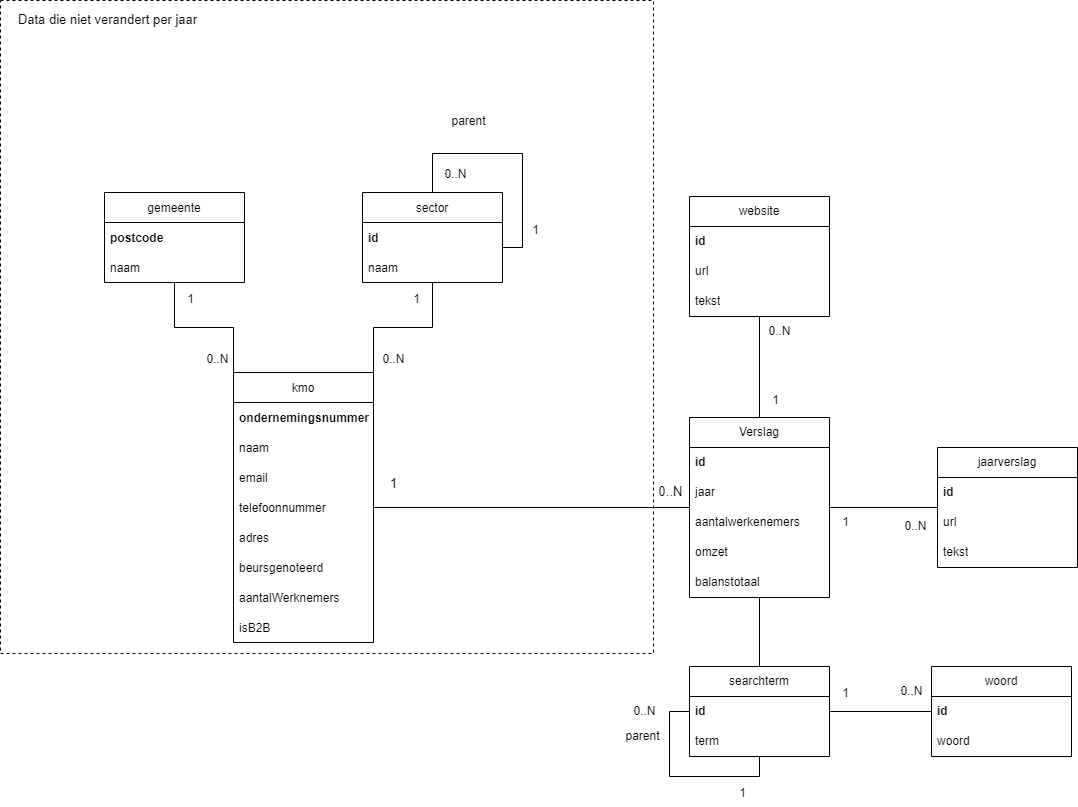 Data die niet verandert per jaar
parent
0..N
1
gemeente
postcode
naam
sector
id
naam
website
id
url
tekst
1
1
0..N
0..N
0..N
1
kmo
ondernemingsnummer
naam
email
telefoonnummer
adres
beursgenoteerd
aantalWerknemers
isB2B
1
0..N
Verslag
id
jaar
aantalwerkenemers
omzet
balanstotaal
1
0..N
jaarverslag
id
url
tekst
searchterm
id
term
0..N
parent
1
1
0..N
woord
id
woord